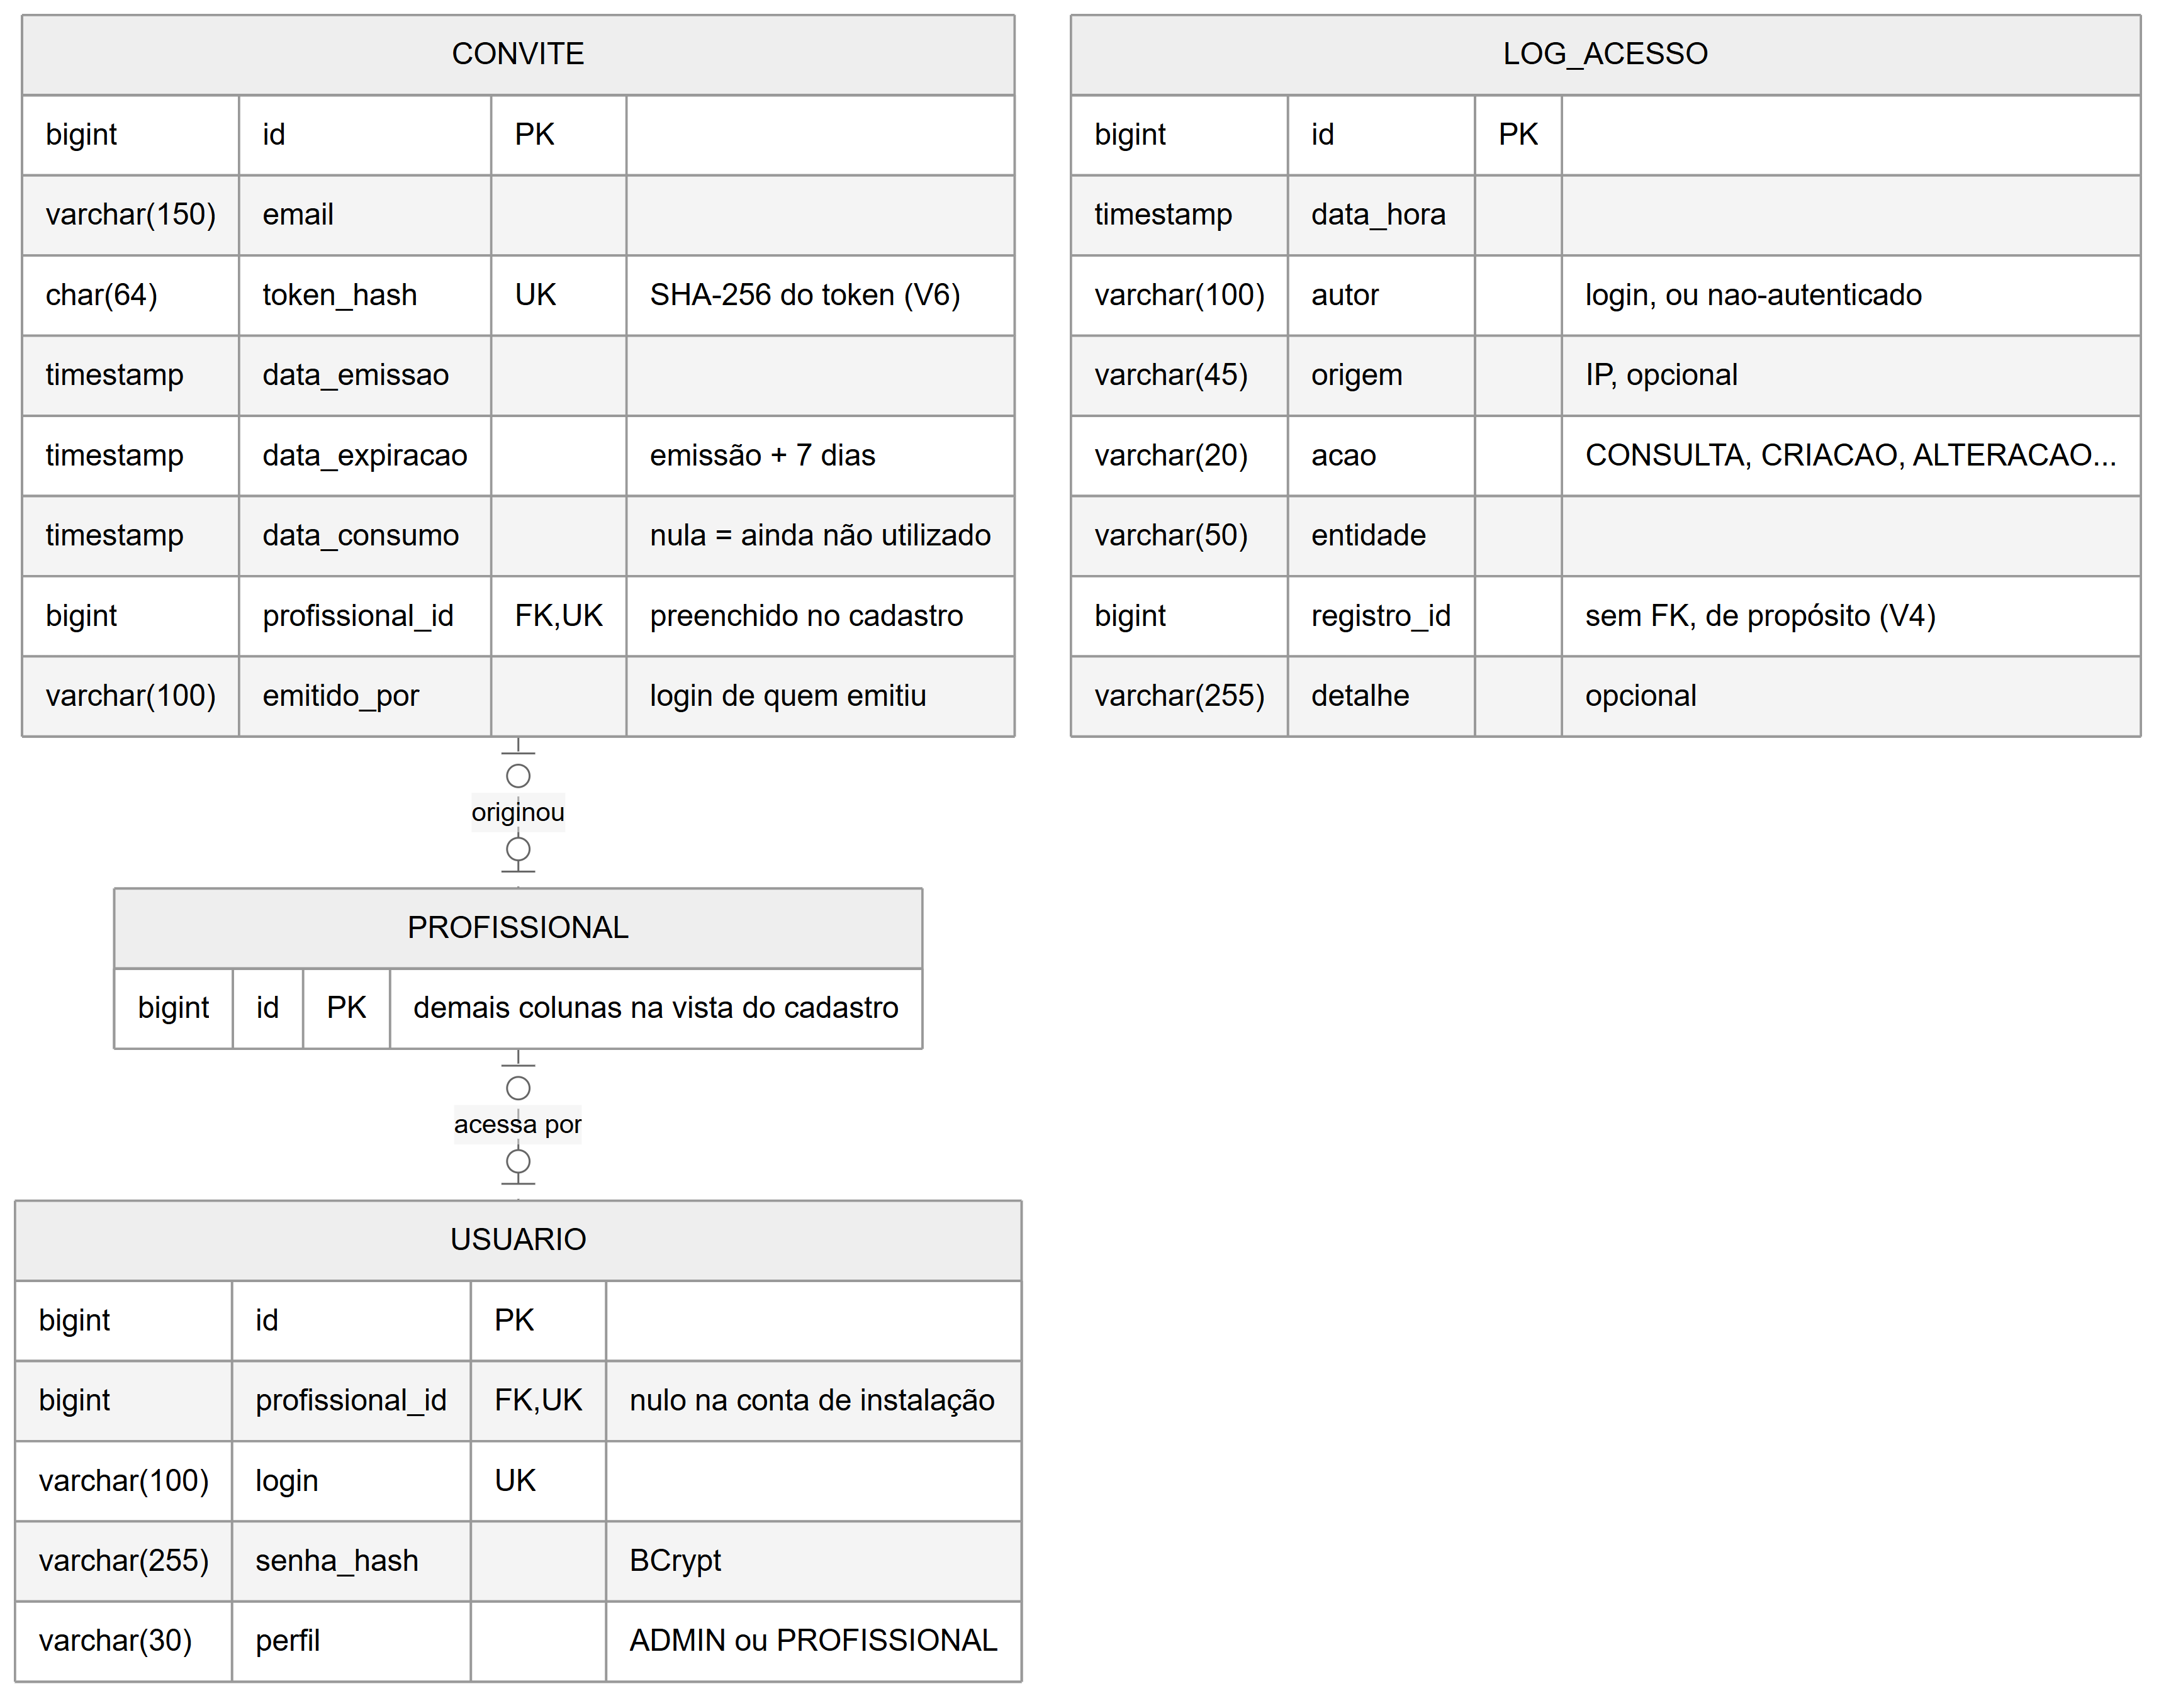 CONVITE
bigint id PK
varchar(150) email
char(64) token_hash UK SHA-256 do token (V6)
timestamp data_emissao
timestamp data_expiracao emissão + 7 dias
timestamp data_consumo nula = ainda não utilizado
bigint profissional_id FK,UK preenchido no cadastro
varchar(100) emitido_por login de quem emitiu
LOG_ACESSO
bigint id PK
timestamp data_hora
varchar(100) autor login, ou nao-autenticado
varchar(45) origem IP, opcional
varchar(20) acao CONSULTA, CRIACAO, ALTERACAO...
varchar(50) entidade
bigint registro_id sem FK, de propósito (V4)
varchar(255) detalhe opcional
originou
PROFISSIONAL
bigint id PK demais colunas na vista do cadastro
acessa por
USUARIO
bigint id PK
bigint profissional_id FK,UK nulo na conta de instalação
varchar(100) login UK
varchar(255) senha_hash BCrypt
varchar(30) perfil ADMIN ou PROFISSIONAL